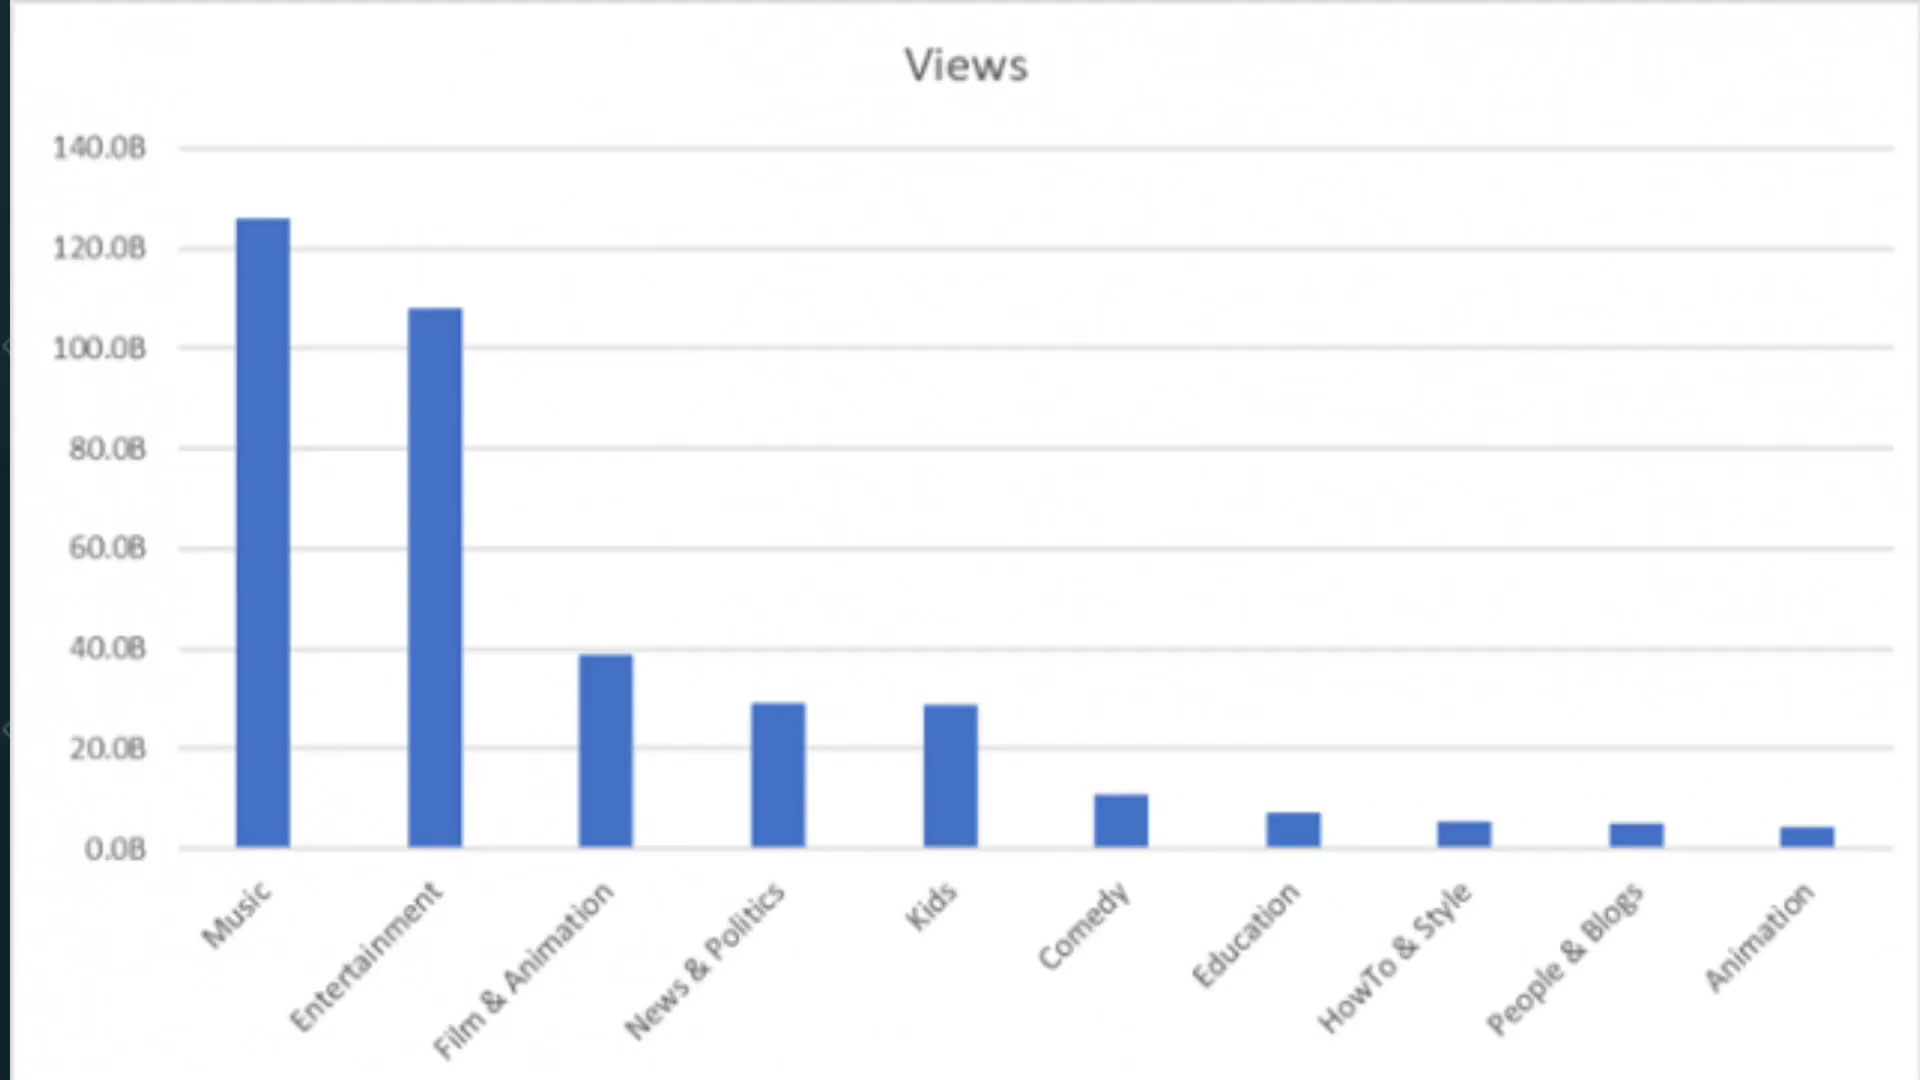 Views
140.0B
120.0B
100.0B
80.0B
60.0B
40.0B
20.0B
0.0B
Music
Entertainment
Film & Animation
News & Politics
Kids
Comedy
Education
HowTo & Style
People & Blogs
Animation